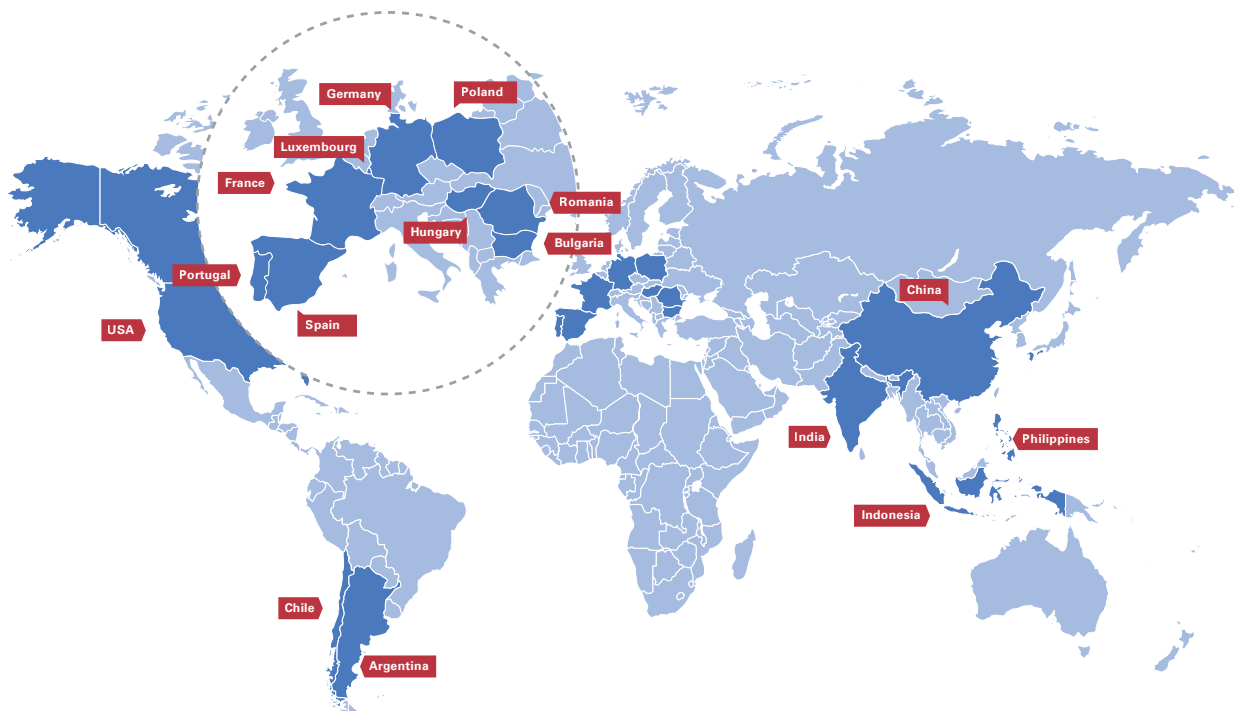 Germany
Poland
Luxembourg
France
Romania
Hungary
Bulgaria
Portugal
China
Spain
USA
India
Philippines
Indonesia
Chile
Argentina